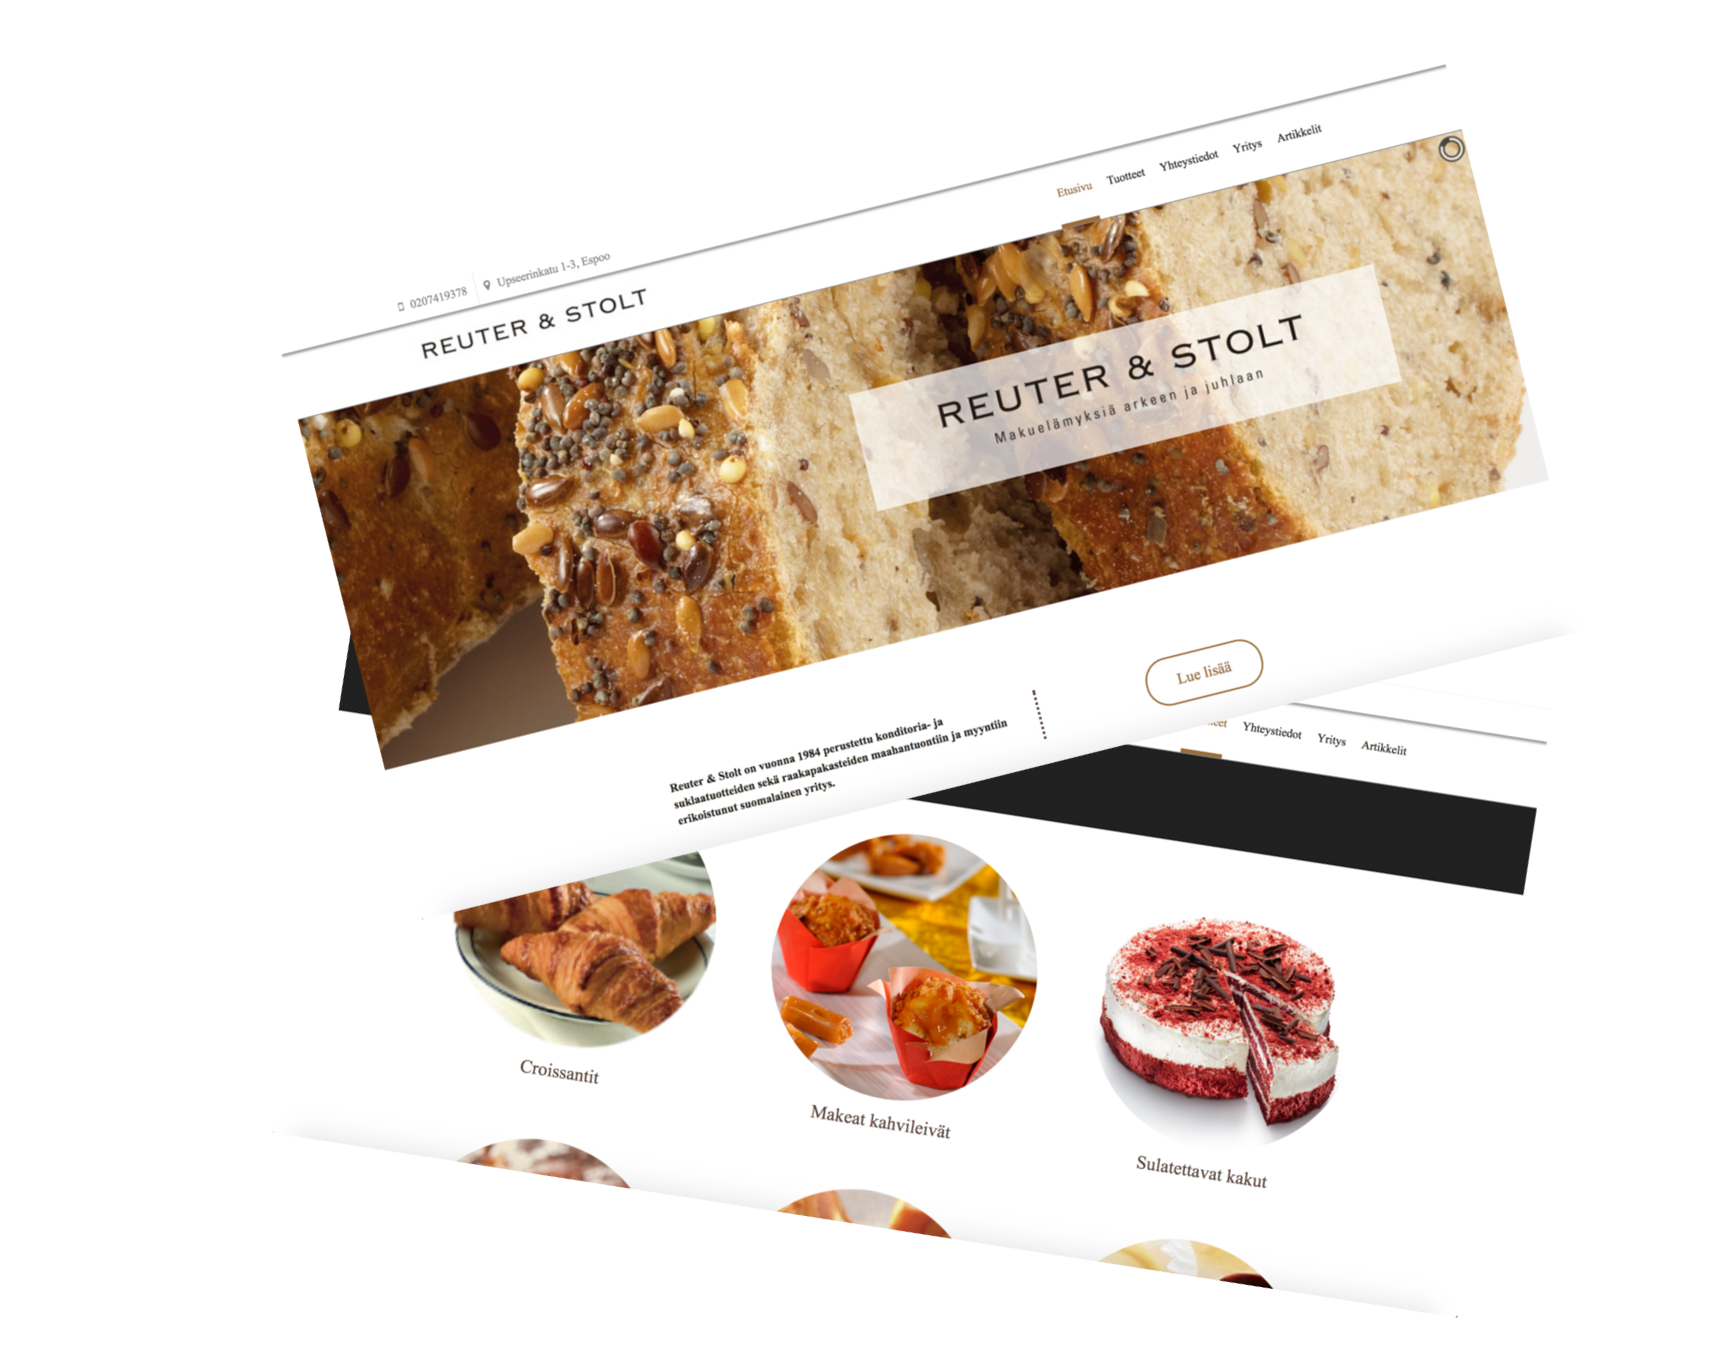 0207419378
Upseerinkatu 1-3, Espoo
REUTER & STOLT
Etusivu
Tuotteet
Yhteystiedot
Yritys
Artikkelit
REUTER & STOLT
Makuelämyksiä arkeen ja juhlaan
Reuter & Stolt on vuonna 1984 perustettu konditoria- ja
suklaatuotteiden sekä raakapakasteiden maahantuontiin ja myyntiin
erikoistunut suomalainen yritys.
Lue lisää
Yhteystiedot
Yritys
Artikkelit
Croissantit
Makeat kahvileivät
Sulatettavat kakut